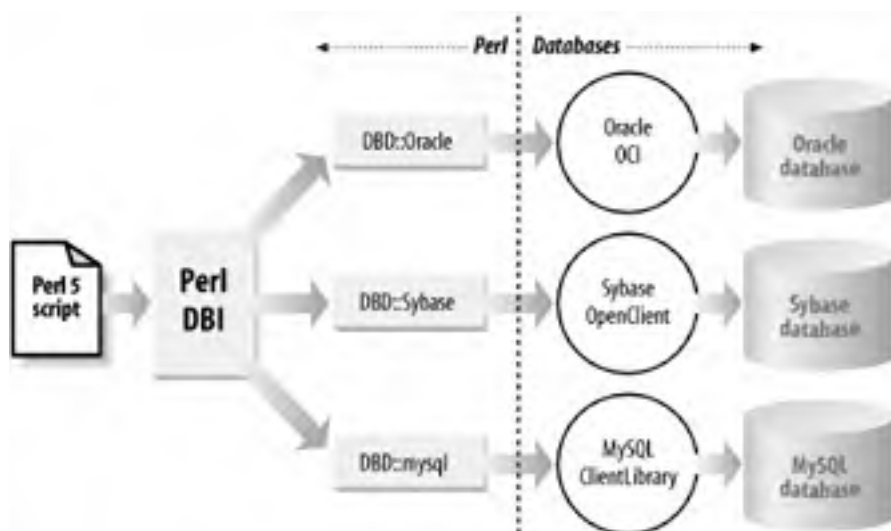 Perl Databases
DBD::Oracle
Oracle
OCI
Oracle
database
Perl 5
script
Perl
DBI
DBD::Sybase
Sybase
OpenClient
Sybase
database
DBD::mysql
MySQL
ClientLibrary
MySQL
database